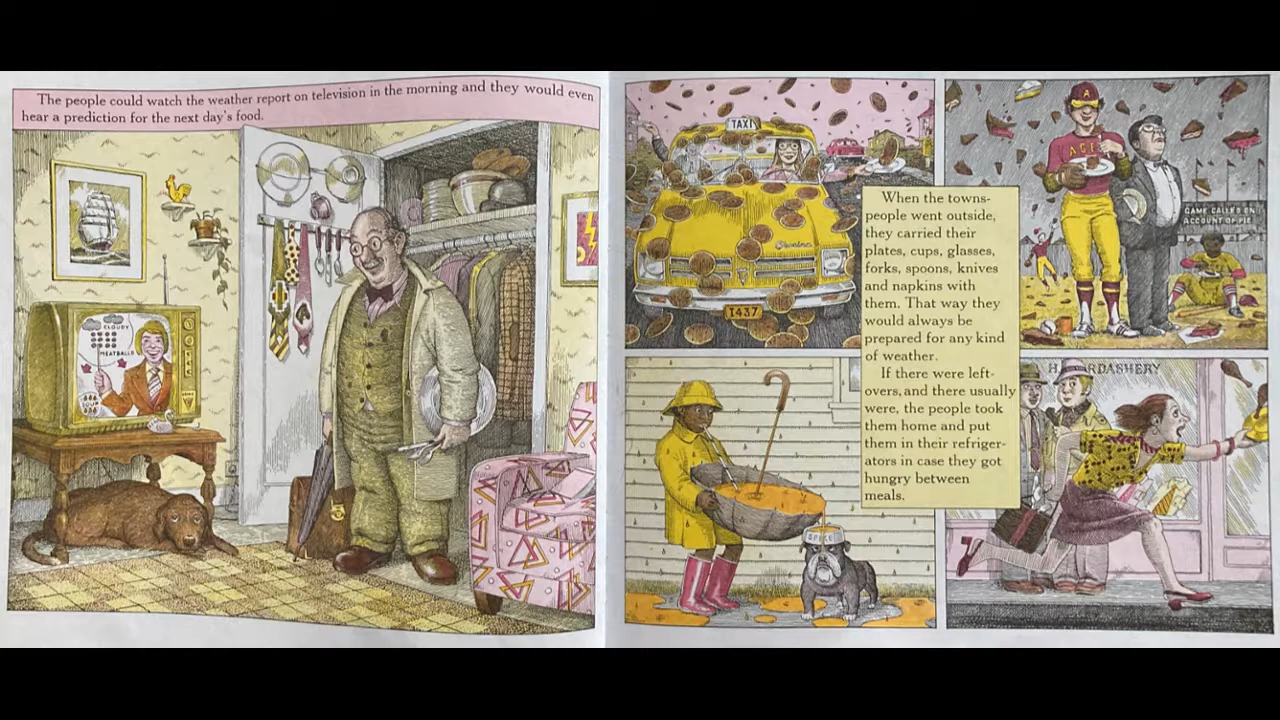 The people could watch the weather report on television in the morning and they would even
hear a prediction for the next day's food.
CLOUDY
MEATBALLS
SOUP
TAXI
1437
When the towns-
people went outside,
they carried their
plates, cups, glasses,
forks, spoons, knives
and napkins with
them. That way they
would always be
prepared for any kind
of weather.
If there were left-
overs, and there usually
were, the people took
them home and put
them in their refriger-
ators in case they got
hungry between
meals.
A
ACES
GAME CALLED ON
ACCOUNT OF PIE
SPIKE
H
RDASHERY